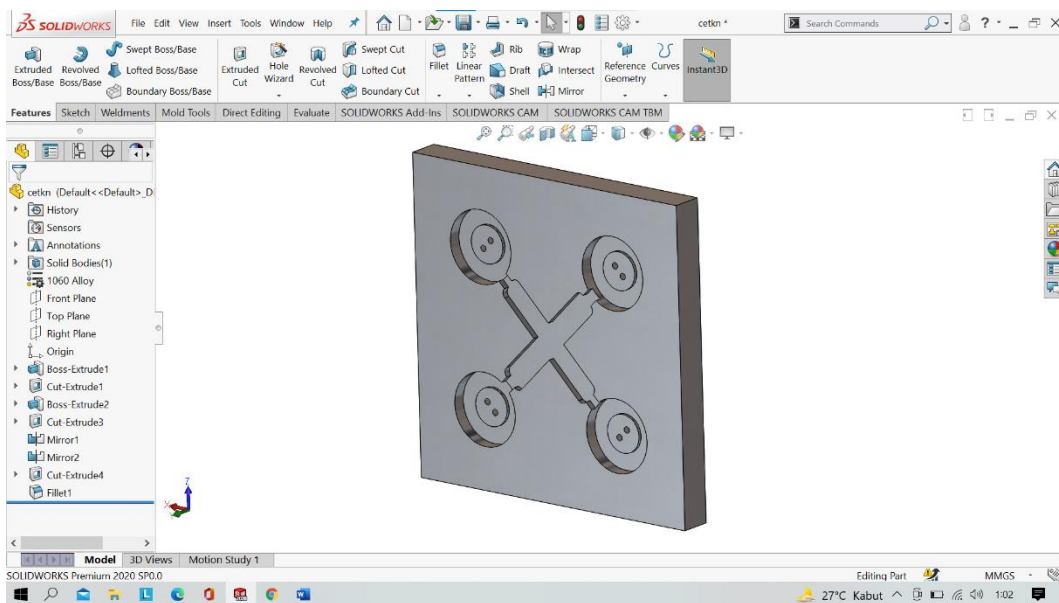 SOLIDWORKS File Edit View Insert Tools Window Help cetkn * Search Commands
Extruded Boss/Base
Revolved Boss/Base
Swept Boss/Base
Lofted Boss/Base
Boundary Boss/Base
Extruded Cut
Hole Wizard
Revolved Cut
Swept Cut
Lofted Cut
Boundary Cut
Fillet
Linear Pattern
Rib
Draft
Shell
Wrap
Intersect
Mirror
Reference Geometry
Curves
Instant3D
Features Sketch Weldments Mold Tools Direct Editing Evaluate SOLIDWORKS Add-Ins SOLIDWORKS CAM SOLIDWORKS CAM TBM
cetkn (Default<<Default>_D
History
Sensors
Annotations
Solid Bodies(1)
1060 Alloy
Front Plane
Top Plane
Right Plane
Origin
Boss-Extrude1
Cut-Extrude1
Boss-Extrude2
Cut-Extrude3
Mirror1
Mirror2
Cut-Extrude4
Fillet1
Z
X
Model 3D Views Motion Study 1
SOLIDWORKS Premium 2020 SP0.0 Editing Part MMGS
27°C Kabut 1:02